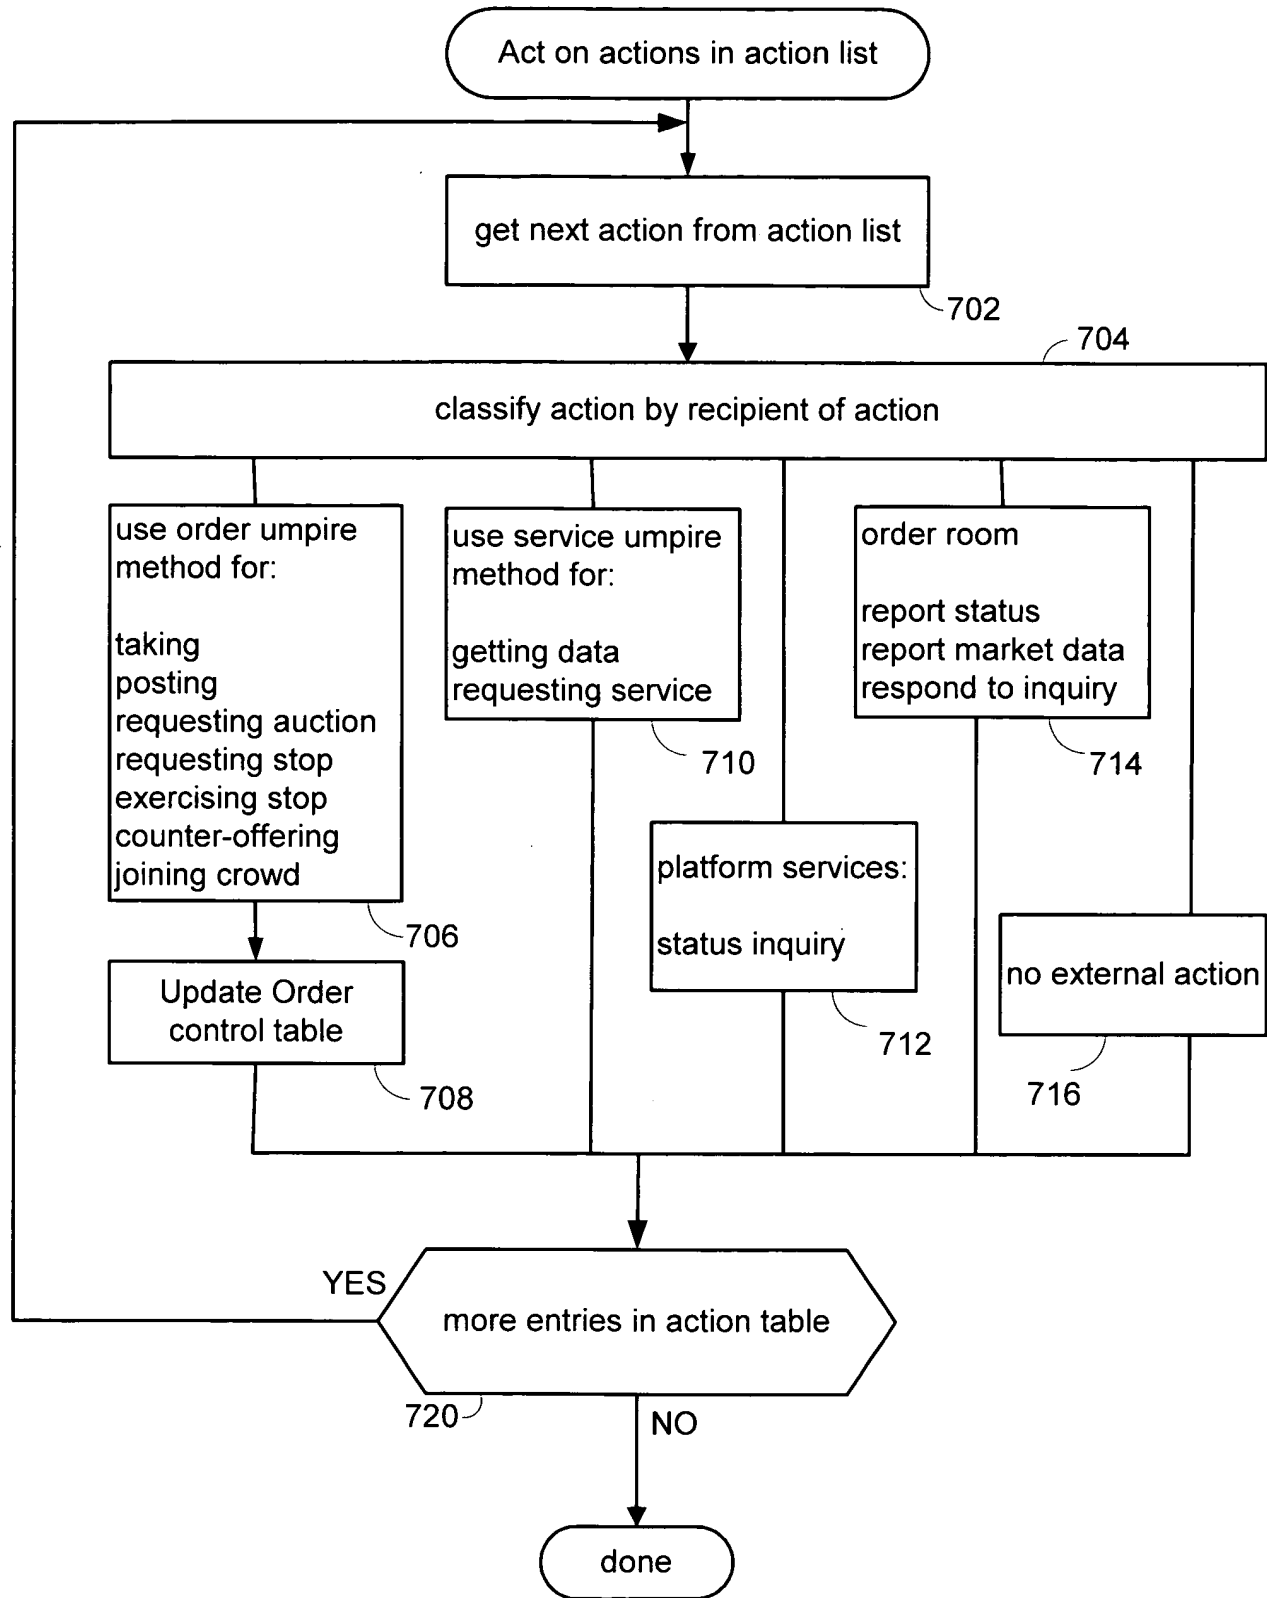 Act on actions in action list
get next action from action list
702
704
classify action by recipient of action
use order umpire
method for:
taking
posting
requesting auction
requesting stop
exercising stop
counter-offering
joining crowd
706
Update Order
control table
708
use service umpire
method for:
getting data
requesting service
710
platform services:
status inquiry
712
order room
report status
report market data
respond to inquiry
714
no external action
716
YES
more entries in action table
720
NO
done